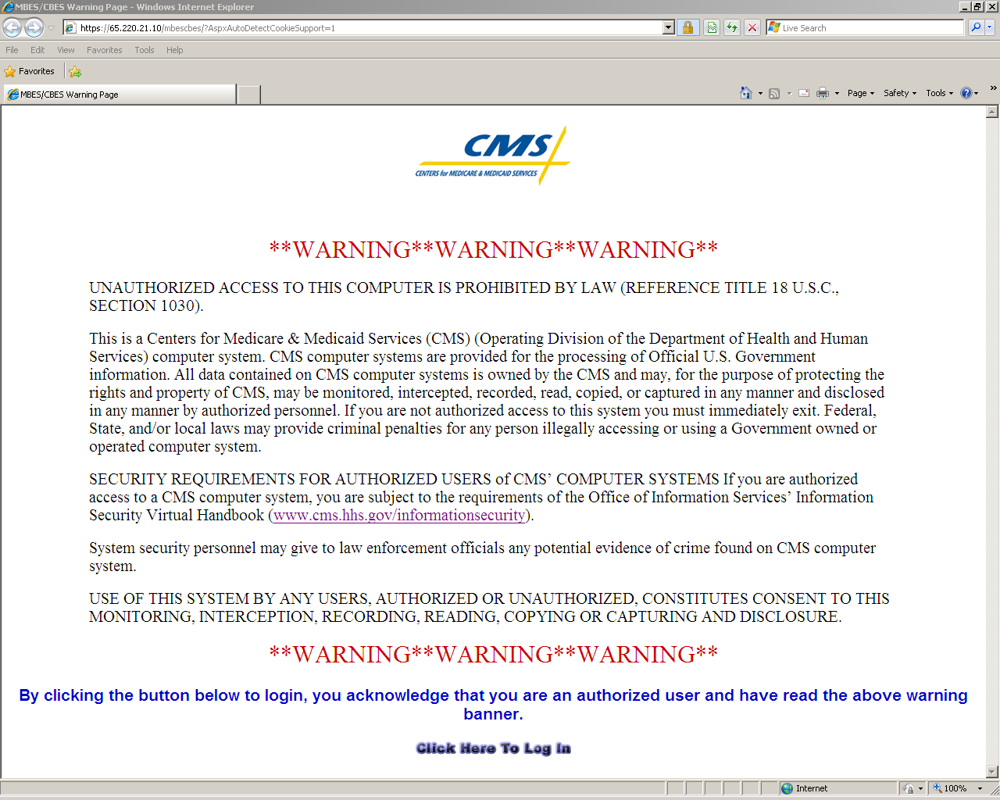 MBES/CBES Warning Page - Windows Internet Explorer
https://65.220.21.10/mbescbes/?AspxAutoDetectCookieSupport=1
Live Search
File Edit View Favorites Tools Help
Favorites
MBES/CBES Warning Page
Page Safety Tools
CMS
CENTERS for MEDICARE & MEDICAID SERVICES
**WARNING**WARNING**WARNING**
UNAUTHORIZED ACCESS TO THIS COMPUTER IS PROHIBITED BY LAW (REFERENCE TITLE 18 U.S.C.,
SECTION 1030).
This is a Centers for Medicare & Medicaid Services (CMS) (Operating Division of the Department of Health and Human
Services) computer system. CMS computer systems are provided for the processing of Official U.S. Government
information. All data contained on CMS computer systems is owned by the CMS and may, for the purpose of protecting the
rights and property of CMS, may be monitored, intercepted, recorded, read, copied, or captured in any manner and disclosed
in any manner by authorized personnel. If you are not authorized access to this system you must immediately exit. Federal,
State, and/or local laws may provide criminal penalties for any person illegally accessing or using a Government owned or
operated computer system.
SECURITY REQUIREMENTS FOR AUTHORIZED USERS of CMS’ COMPUTER SYSTEMS If you are authorized
access to a CMS computer system, you are subject to the requirements of the Office of Information Services’ Information
Security Virtual Handbook (www.cms.hhs.gov/informationsecurity).
System security personnel may give to law enforcement officials any potential evidence of crime found on CMS computer
system.
USE OF THIS SYSTEM BY ANY USERS, AUTHORIZED OR UNAUTHORIZED, CONSTITUTES CONSENT TO THIS
MONITORING, INTERCEPTION, RECORDING, READING, COPYING OR CAPTURING AND DISCLOSURE.
**WARNING**WARNING**WARNING**
By clicking the button below to login, you acknowledge that you are an authorized user and have read the above warning
banner.
Click Here To Log In
Internet
100%